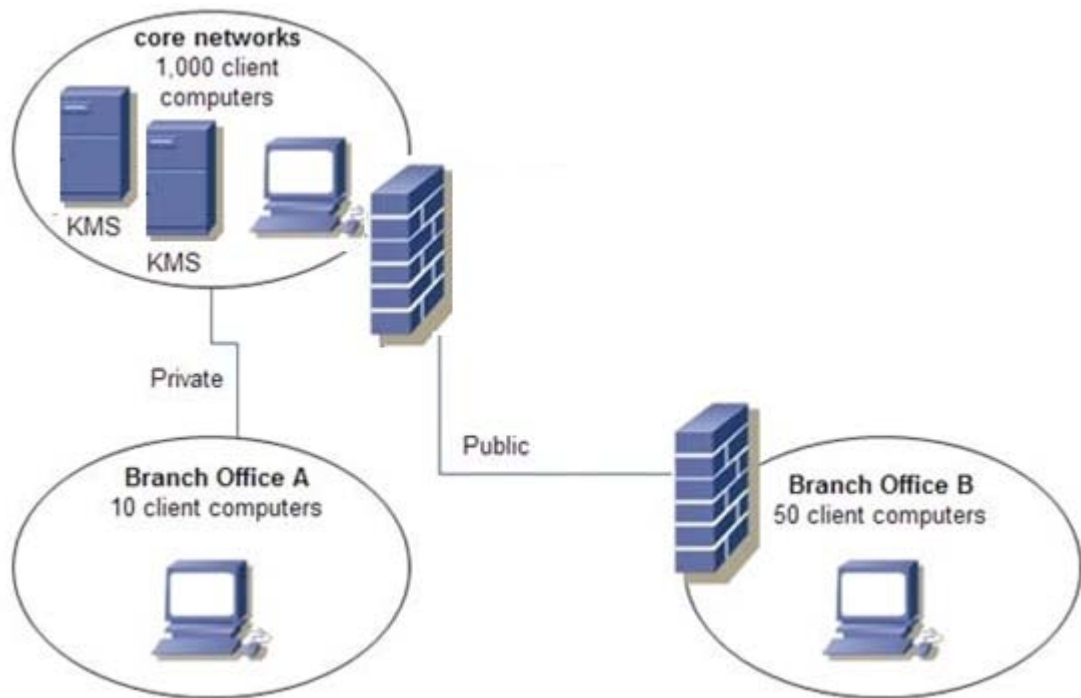 core networks
1,000 client
computers
KMS
KMS
Private
Public
Branch Office A
10 client computers
Branch Office B
50 client computers